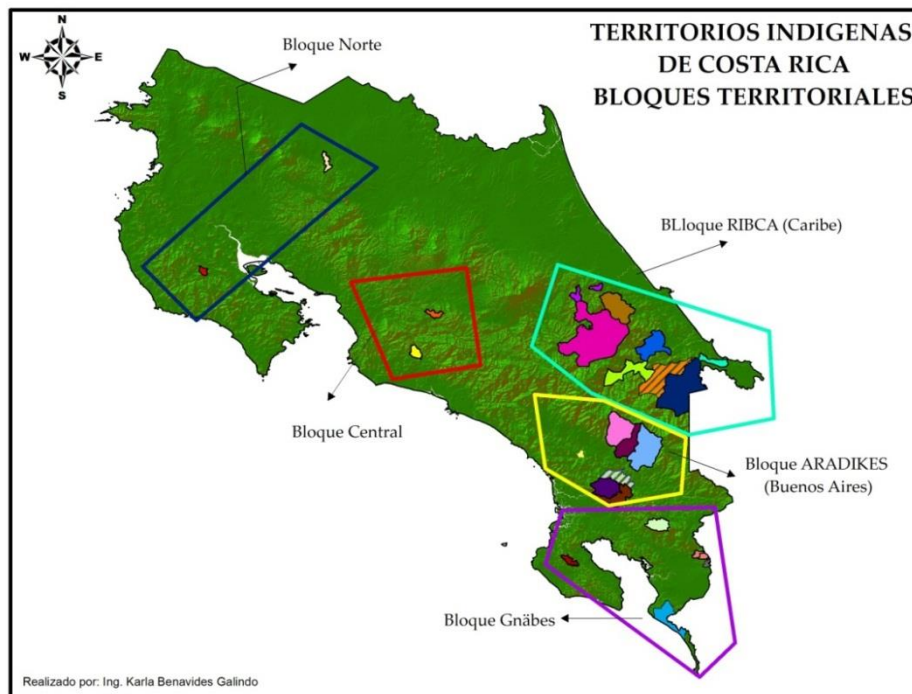 TERRITORIOS INDIGENAS
DE COSTA RICA
BLOQUES TERRITORIALES
N
W
E
S
Bloque Norte
BLloque RIBCA (Caribe)
Bloque Central
Bloque ARADIKES
(Buenos Aires)
Bloque Gnäbes
Realizado por: Ing. Karla Benavides Galindo